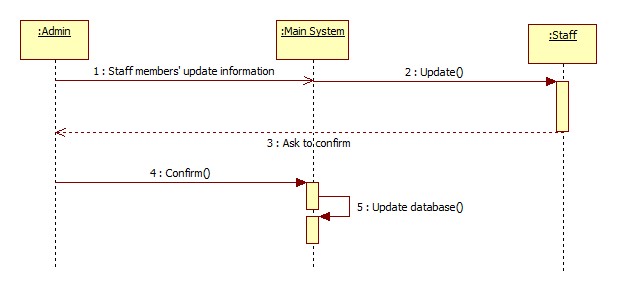 :Admin
:Main System
:Staff
1 : Staff members' update information
2 : Update()
3 : Ask to confirm
4 : Confirm()
5 : Update database()